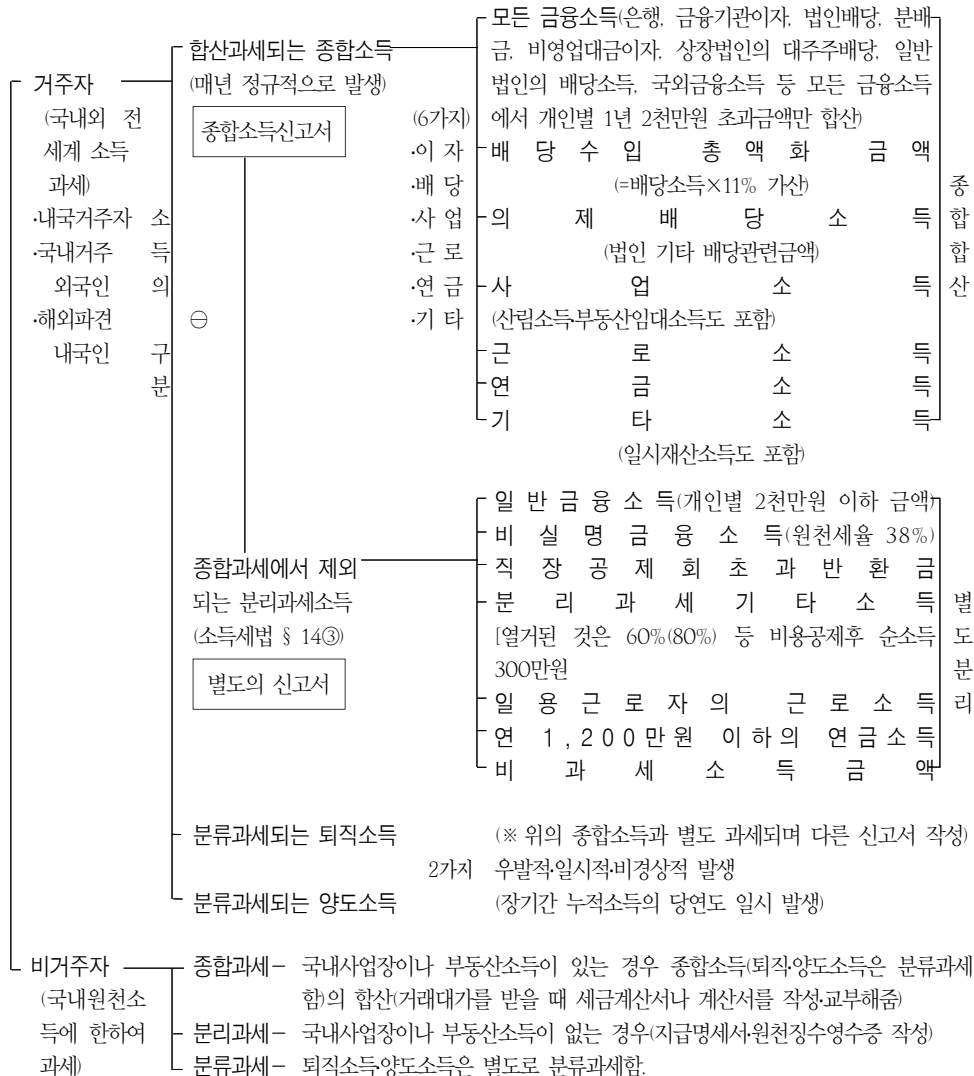 거주자
(국내외 전
세계 소득
과세)
·내국거주자
·국내거주
외국인
·해외파견
내국인
소
득
의
⊖
구
분
합산과세되는 종합소득
(매년 정규적으로 발생)
종합소득신고서
(6가지)
·이 자
·배 당
·사 업
·근 로
·연 금
·기 타
모든 금융소득(은행, 금융기관이자, 법인배당, 분배
금, 비영업대금이자, 상장법인의 대주주배당, 일반
법인의 배당소득, 국외금융소득 등 모든 금융소득
에서 개인별 1년 2천만원 초과금액만 합산)
배 당 수 입 총 액 화 금 액
(=배당소득×11% 가산)
의 제 배 당 소 득
(법인 기타 배당관련금액)
사 업 소 득
(산림소득·부동산임대소득도 포함)
근 로 소 득
연 금 소 득
기 타 소 득
(일시재산소득도 포함)
종
합
합
산
종합과세에서 제외
되는 분리과세소득
(소득세법 § 14③)
별도의 신고서
일 반 금 융 소 득(개인별 2천만원 이하 금액)
비 실 명 금 융 소 득(원천세율 38%)
직 장 공 제 회 초 과 반 환 금
분 리 과 세 기 타 소 득
[열거된 것은 60%(80%) 등 비용공제후 순소득
300만원
일 용 근 로 자 의 근 로 소 득
연 1,200만원 이하의 연금소득
비 과 세 소 득 금 액
별
도
분
리
분류과세되는 퇴직소득
(※ 위의 종합소득과 별도 과세되며 다른 신고서 작성)
2가지
우발적·일시적·비경상적 발생
분류과세되는 양도소득
(장기간 누적소득의 당연도 일시 발생)
비거주자
(국내원천소
득에 한하여
과세)
종합과세－ 국내사업장이나 부동산소득이 있는 경우 종합소득(퇴직·양도소득은 분류과세
함)의 합산(거래대가를 받을 때 세금계산서나 계산서를 작성·교부해줌)
분리과세－ 국내사업장이나 부동산소득이 없는 경우(지급명세서·원천징수영수증 작성)
분류과세－ 퇴직소득·양도소득은 별도로 분류과세함.